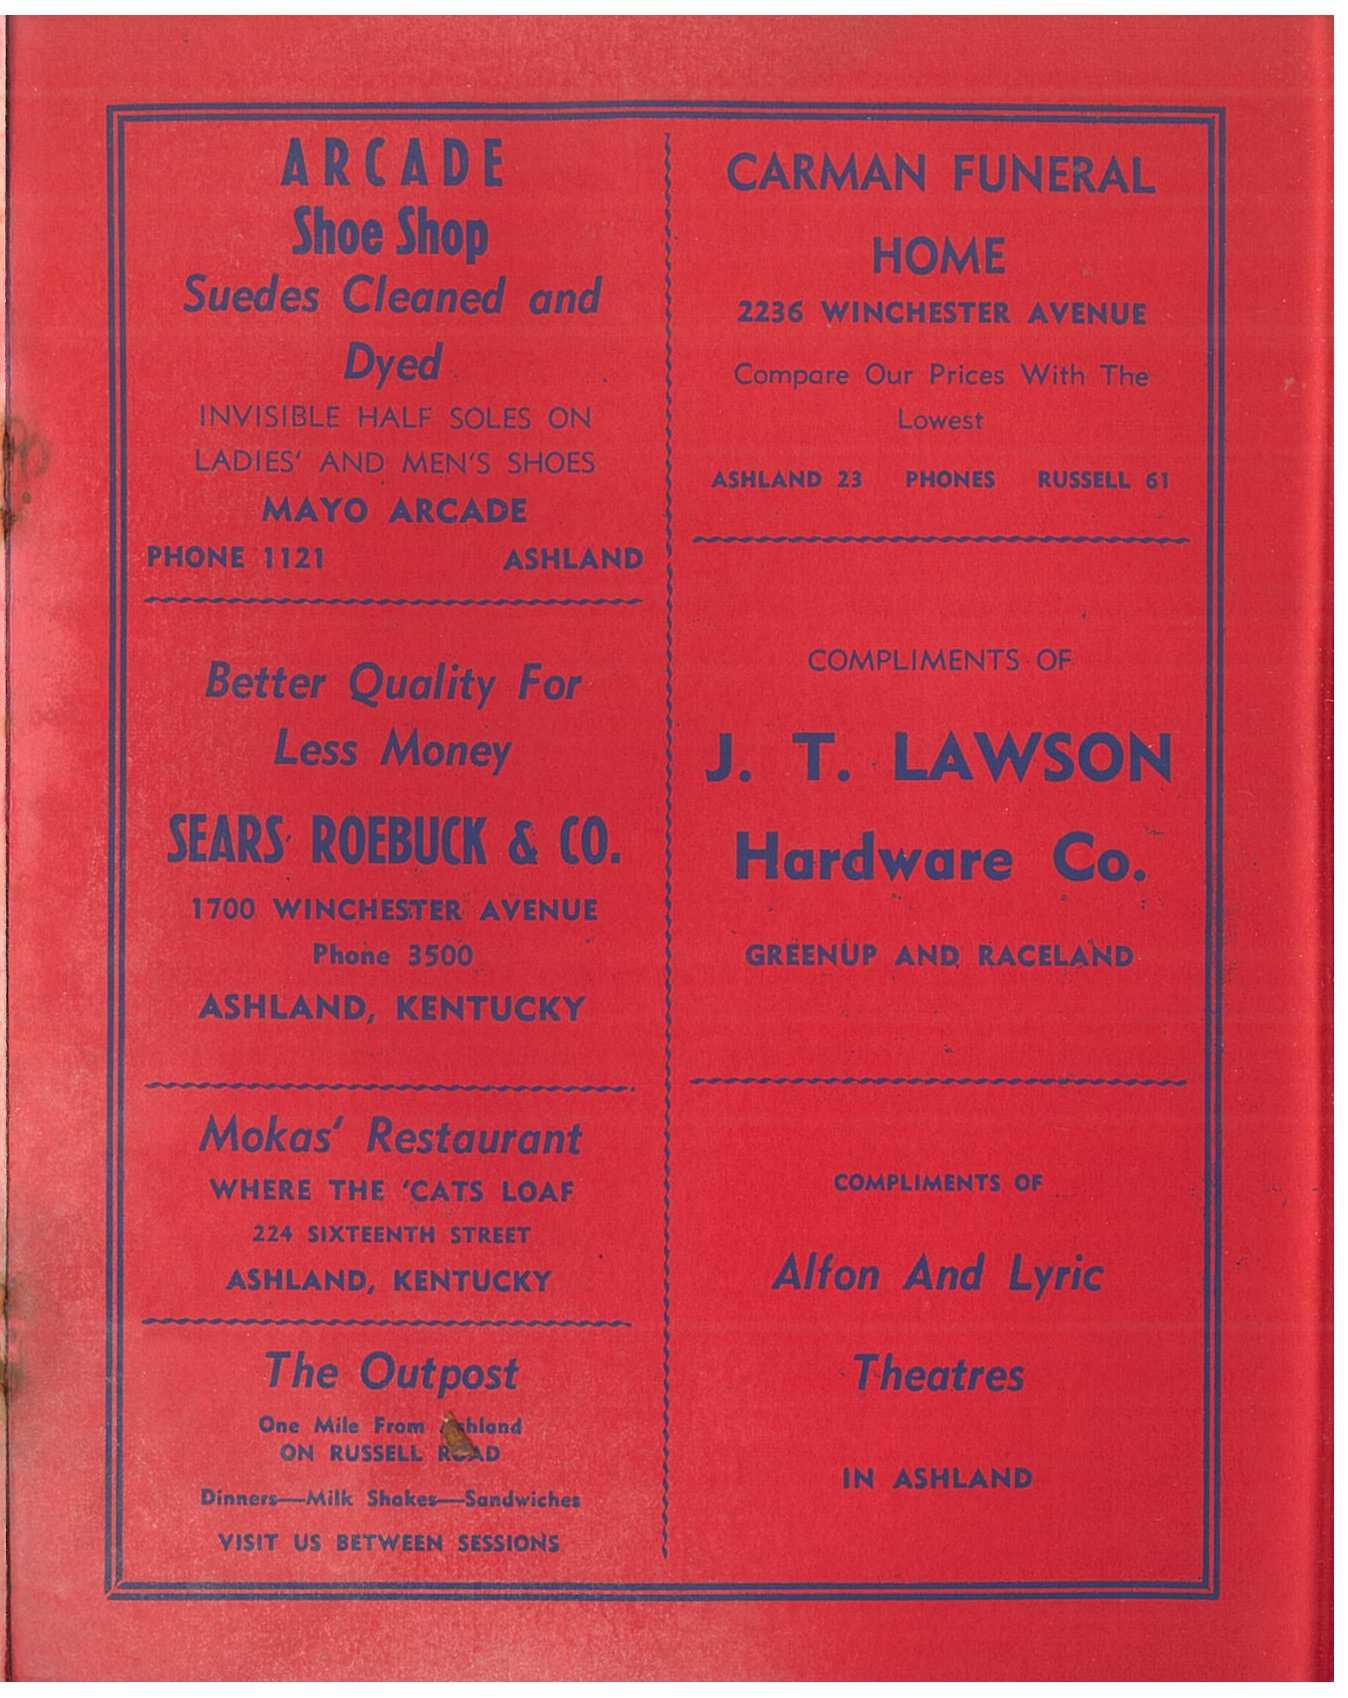 ARCADE
Shoe Shop
Suedes Cleaned and
Dyed
INVISIBLE HALF SOLES ON
LADIES' AND MEN'S SHOES
MAYO ARCADE
PHONE 1121 ASHLAND
Better Quality For
Less Money
SEARS ROEBUCK & CO.
1700 WINCHESTER AVENUE
Phone 3500
ASHLAND, KENTUCKY
Mokas' Restaurant
WHERE THE 'CATS LOAF
224 SIXTEENTH STREET
ASHLAND, KENTUCKY
The Outpost
One Mile From Ashland
ON RUSSELL ROAD
Dinners—Milk Shakes—Sandwiches
VISIT US BETWEEN SESSIONS
CARMAN FUNERAL
HOME
2236 WINCHESTER AVENUE
Compare Our Prices With The
Lowest
ASHLAND 23 PHONES RUSSELL 61
COMPLIMENTS OF
J. T. LAWSON
Hardware Co.
GREENUP AND RACELAND
COMPLIMENTS OF
Alfon And Lyric
Theatres
IN ASHLAND